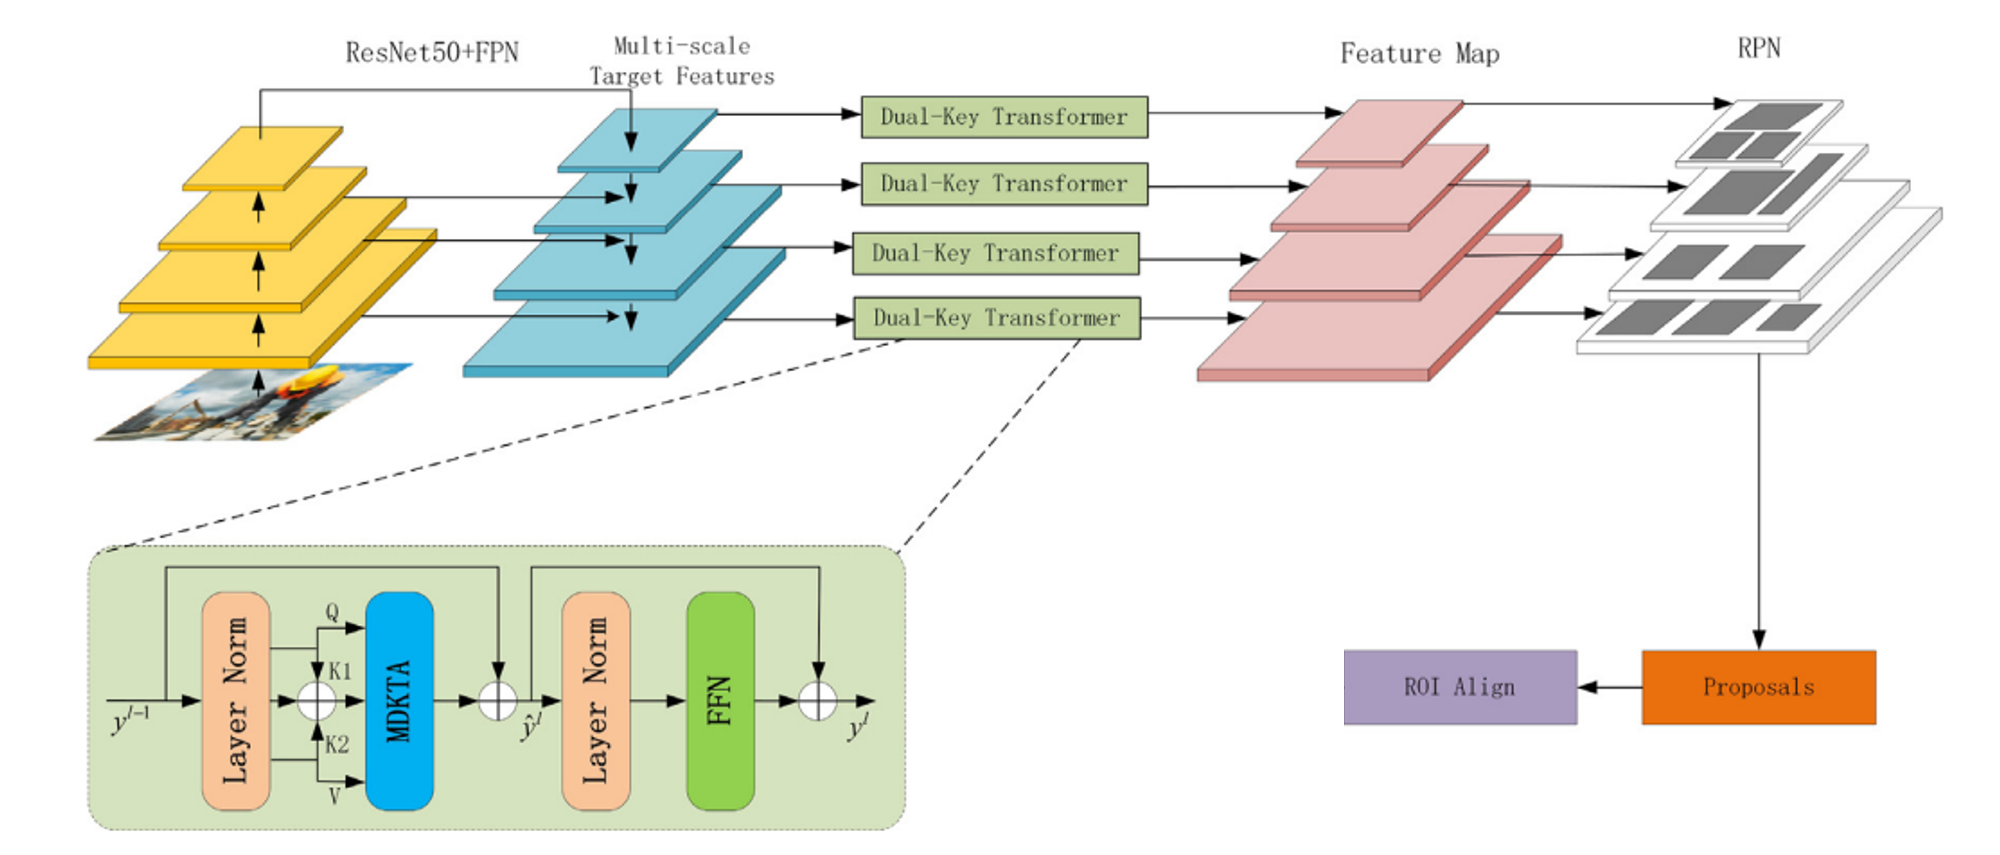 ResNet50+FPN
Multi-scale
Target Features
Feature Map
RPN
Dual-Key Transformer
Dual-Key Transformer
Dual-Key Transformer
Dual-Key Transformer
Layer Norm
Q
K1
K2
V
MDKTA
Layer Norm
FFN
y^{l-1}
ŷ^l
y^l
ROI Align
Proposals